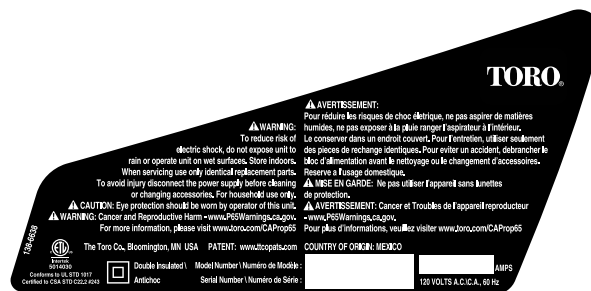 TORO®
⚠ WARNING:
To reduce risk of
electric shock, do not expose unit to
rain or operate unit on wet surfaces. Store indoors.
When servicing use only identical replacement parts.
To avoid injury disconnect the power supply before cleaning
or changing accessories. For household use only.
⚠ CAUTION: Eye protection should be worn by operator of this unit.
⚠ WARNING: Cancer and Reproductive Harm - www.P65Warnings.ca.gov.
For more information, please visit www.toro.com/CAProp65
⚠ AVERTISSEMENT:
Pour réduire les risques de choc életrique, ne pas aspirer de matières
humides, ne pas exposer à la pluie ranger l'aspirateur à l'intérieur.
Le conserver dans un endroit couvert. Pour l'entretien, utiliser seulement
des pieces de rechange identiques. Pour eviter un accident, debrancher le
bloc d'alimentation avant le nettoyage ou le changement d'accessoires.
Reserve a l'usage domestique.
⚠ MISE EN GARDE: Ne pas utiliser l'appareil sans lunettes
de protection.
⚠ AVERTISSEMENT: Cancer et Troubles de l'appareil reproducteur
- www.P65Warnings.ca.gov.
Pour plus d'informations, veuillez visiter www.toro.com/CAProp65
138-6638
The Toro Co., Bloomington, MN USA PATENT: www.ttcopats.com COUNTRY OF ORIGIN: MEXICO
ETL
Intertek
5014030
Conforms to UL STD 1017
Certified to CSA STD C22.2 #243
Double Insulated \
Antichoc
Model Number \ Numéro de Modèle :
Serial Number \ Numéro de Série :
AMPS
120 VOLTS A.C./C.A., 60 Hz